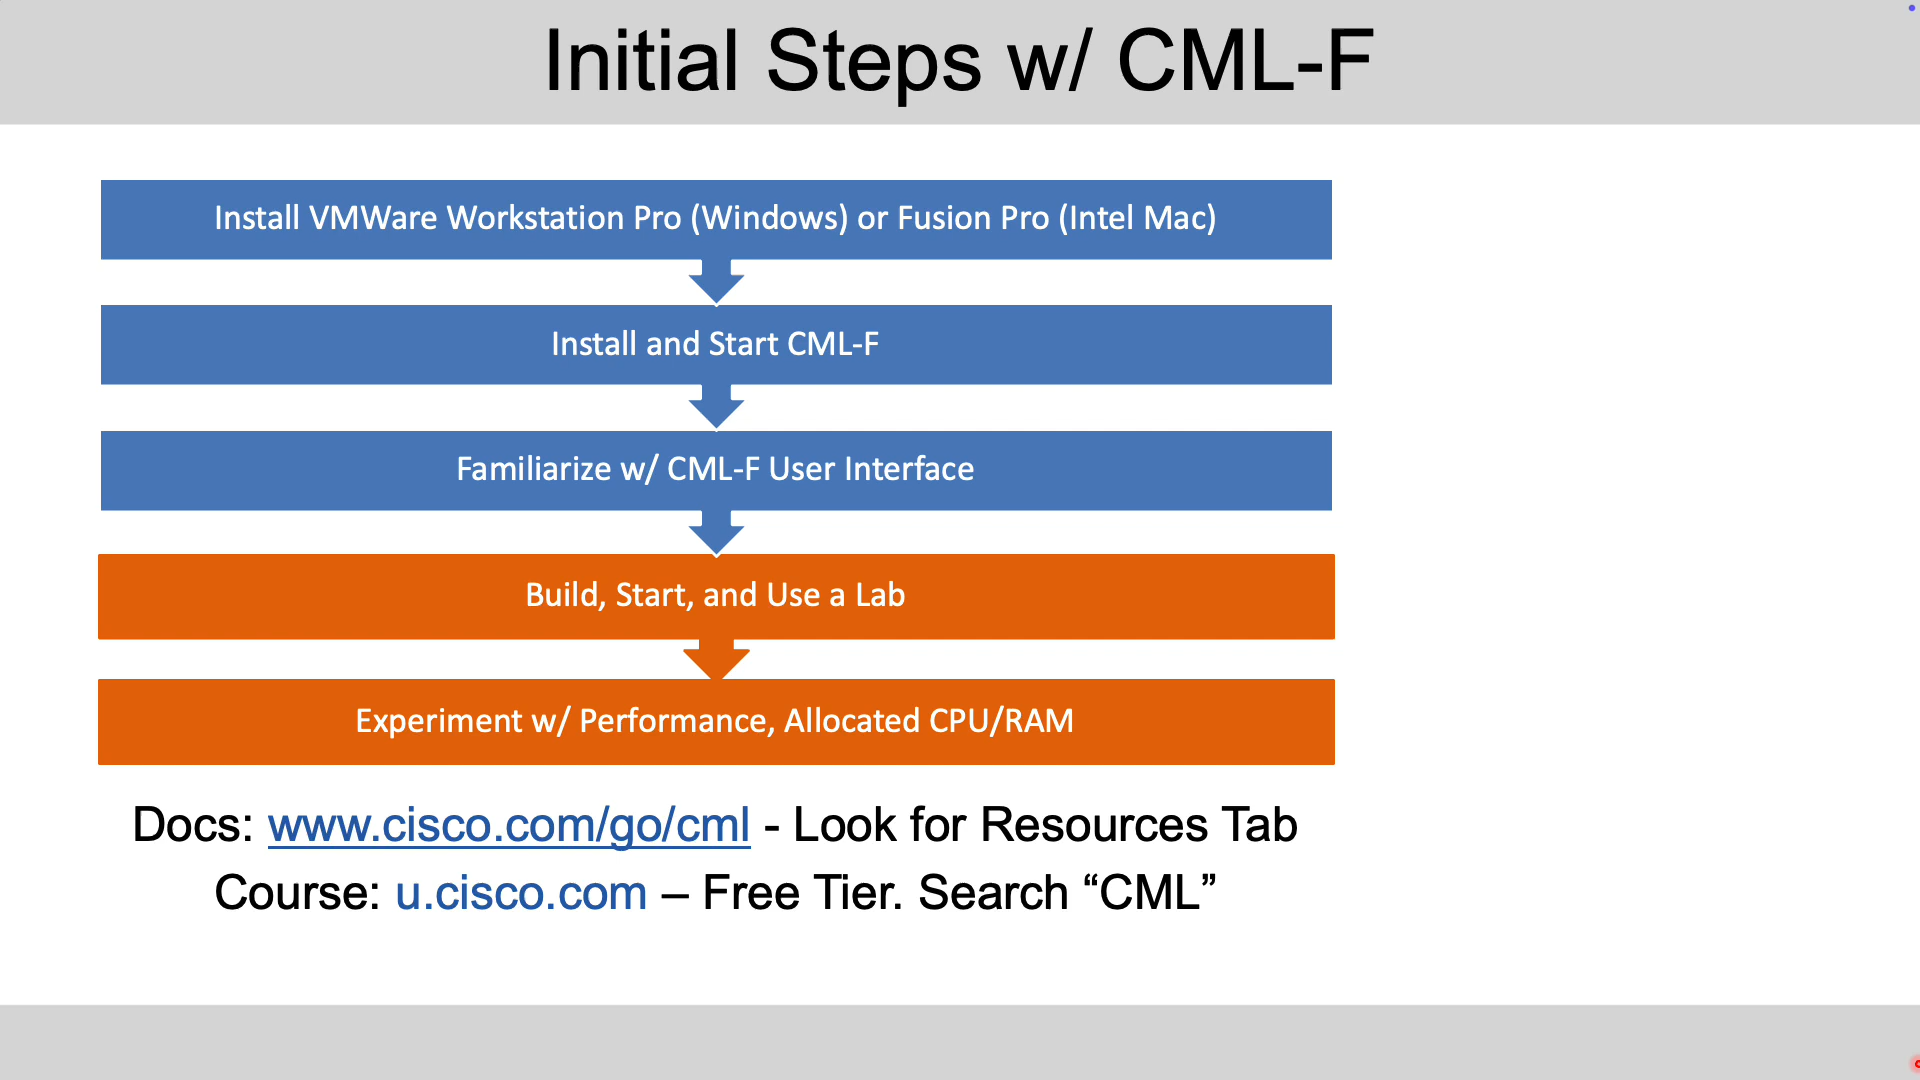 Initial Steps w/ CML-F
Install VMWare Workstation Pro (Windows) or Fusion Pro (Intel Mac)
Install and Start CML-F
Familiarize w/ CML-F User Interface
Build, Start, and Use a Lab
Experiment w/ Performance, Allocated CPU/RAM
Docs: www.cisco.com/go/cml - Look for Resources Tab
Course: u.cisco.com – Free Tier. Search “CML”